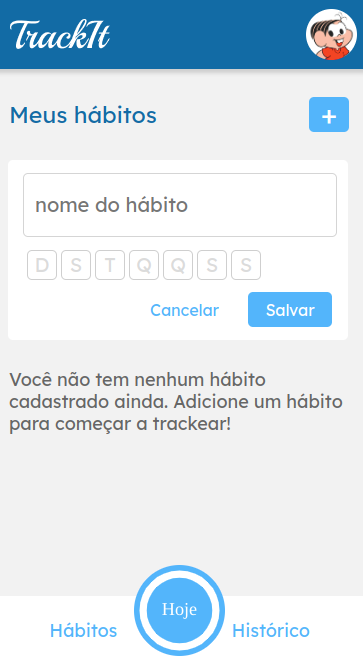 TrackIt
Meus hábitos
+
nome do hábito
D S T Q Q S S
Cancelar Salvar
Você não tem nenhum hábito
cadastrado ainda. Adicione um hábito
para começar a trackear!
Hábitos Hoje Histórico